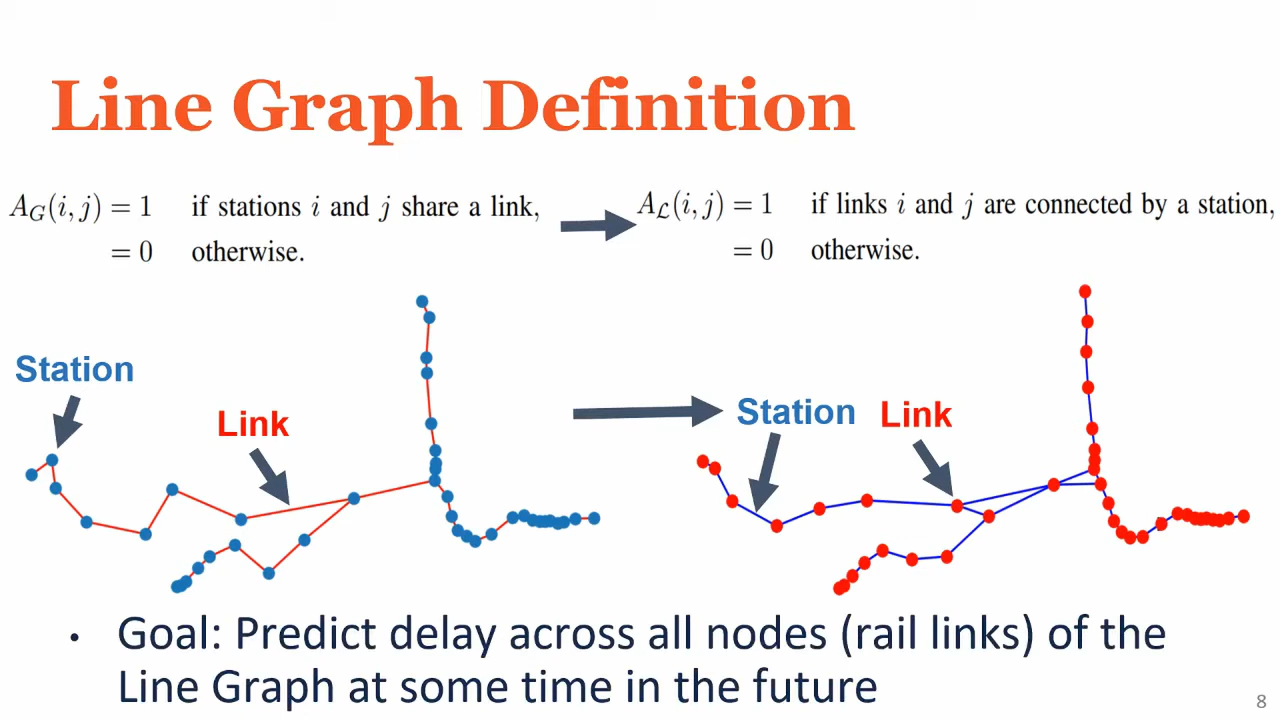 Line Graph Definition
A_G(i, j) = 1 if stations i and j share a link,
= 0 otherwise.
A_ℒ(i, j) = 1 if links i and j are connected by a station,
= 0 otherwise.
Station
Link
Station
Link
• Goal: Predict delay across all nodes (rail links) of the
Line Graph at some time in the future
8